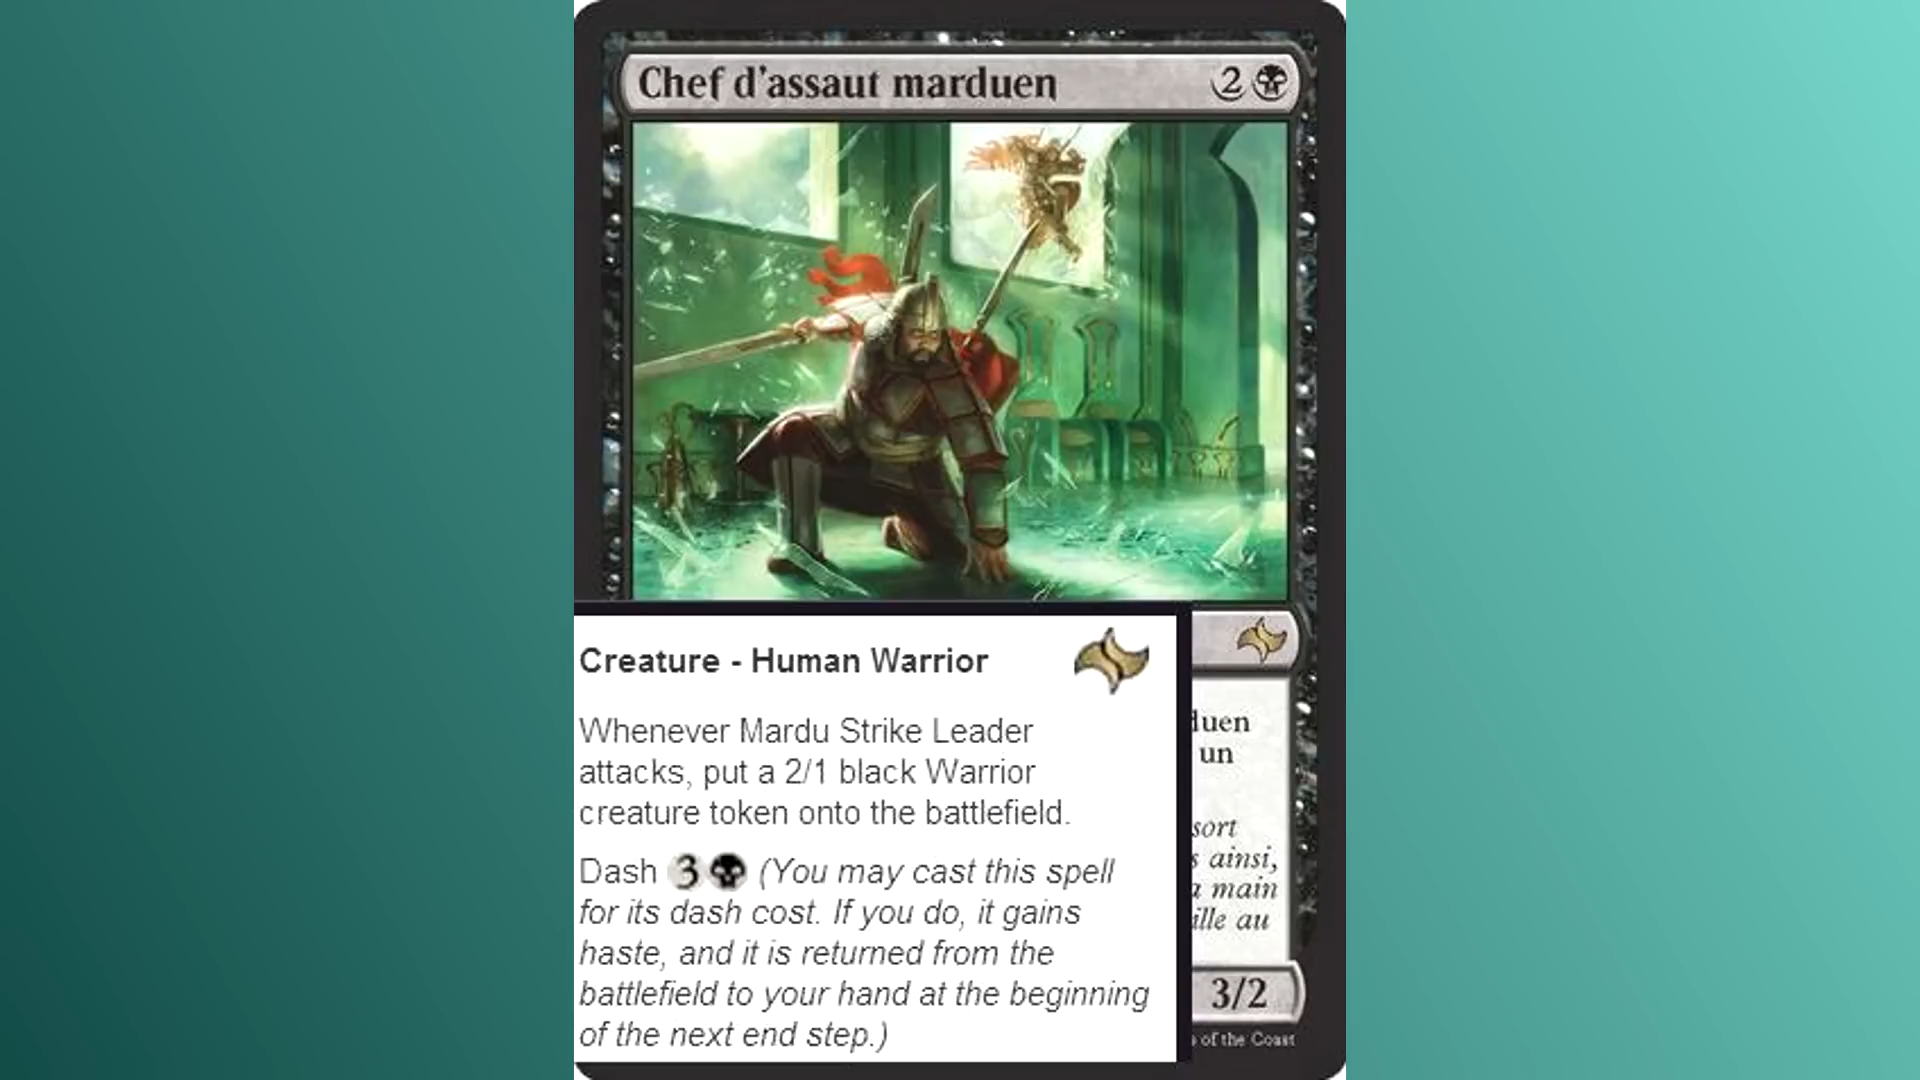 Chef d'assaut marduen 2
Creature - Human Warrior
Whenever Mardu Strike Leader
attacks, put a 2/1 black Warrior
creature token onto the battlefield.
Dash 3 (You may cast this spell
for its dash cost. If you do, it gains
haste, and it is returned from the
battlefield to your hand at the beginning
of the next end step.)
un
sort
ainsi,
main
au
3/2
of the Coast